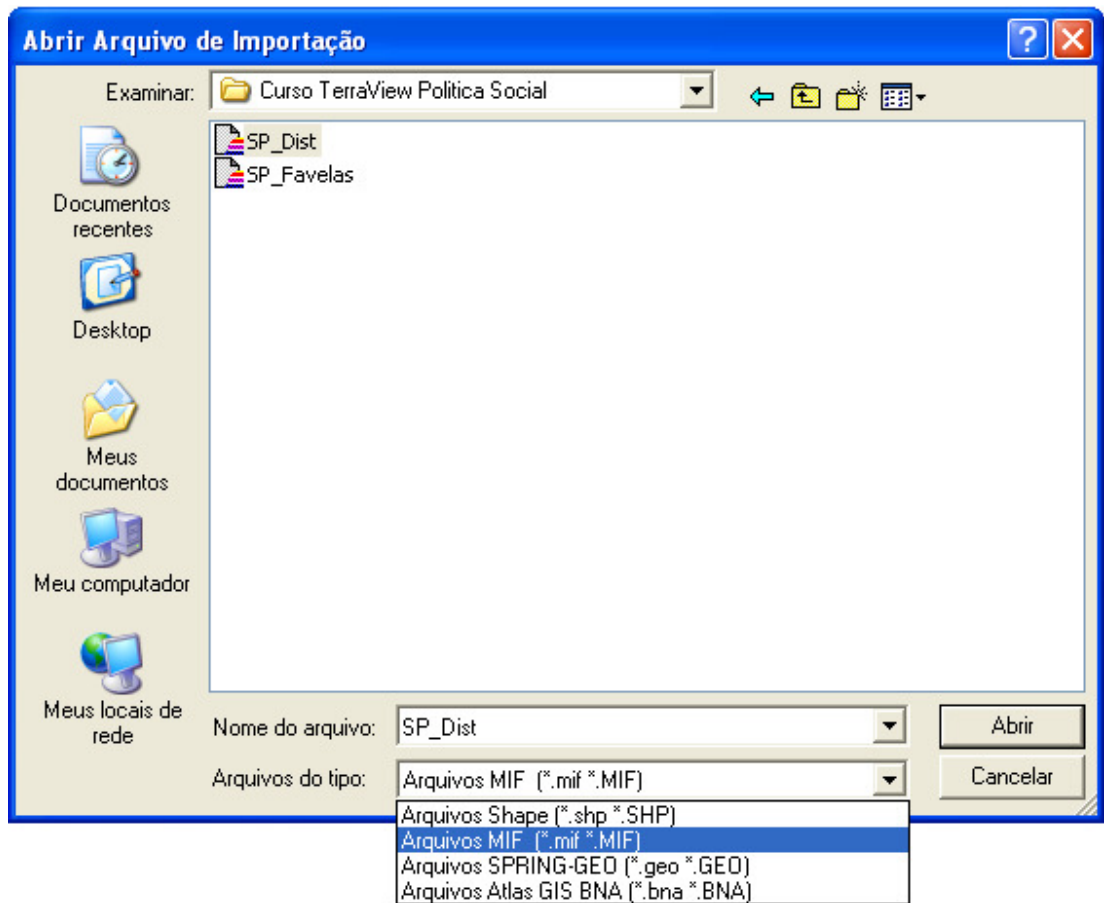 Abrir Arquivo de Importação
Examinar:
Curso TerraView Politica Social
SP_Dist
SP_Favelas
Documentos
recentes
Desktop
Meus
documentos
Meu computador
Meus locais de
rede
Nome do arquivo:
SP_Dist
Abrir
Arquivos do tipo:
Arquivos MIF (*.mif *.MIF)
Cancelar
Arquivos Shape (*.shp *.SHP)
Arquivos MIF (*.mif *.MIF)
Arquivos SPRING-GEO (*.geo *.GEO)
Arquivos Atlas GIS BNA (*.bna *.BNA)